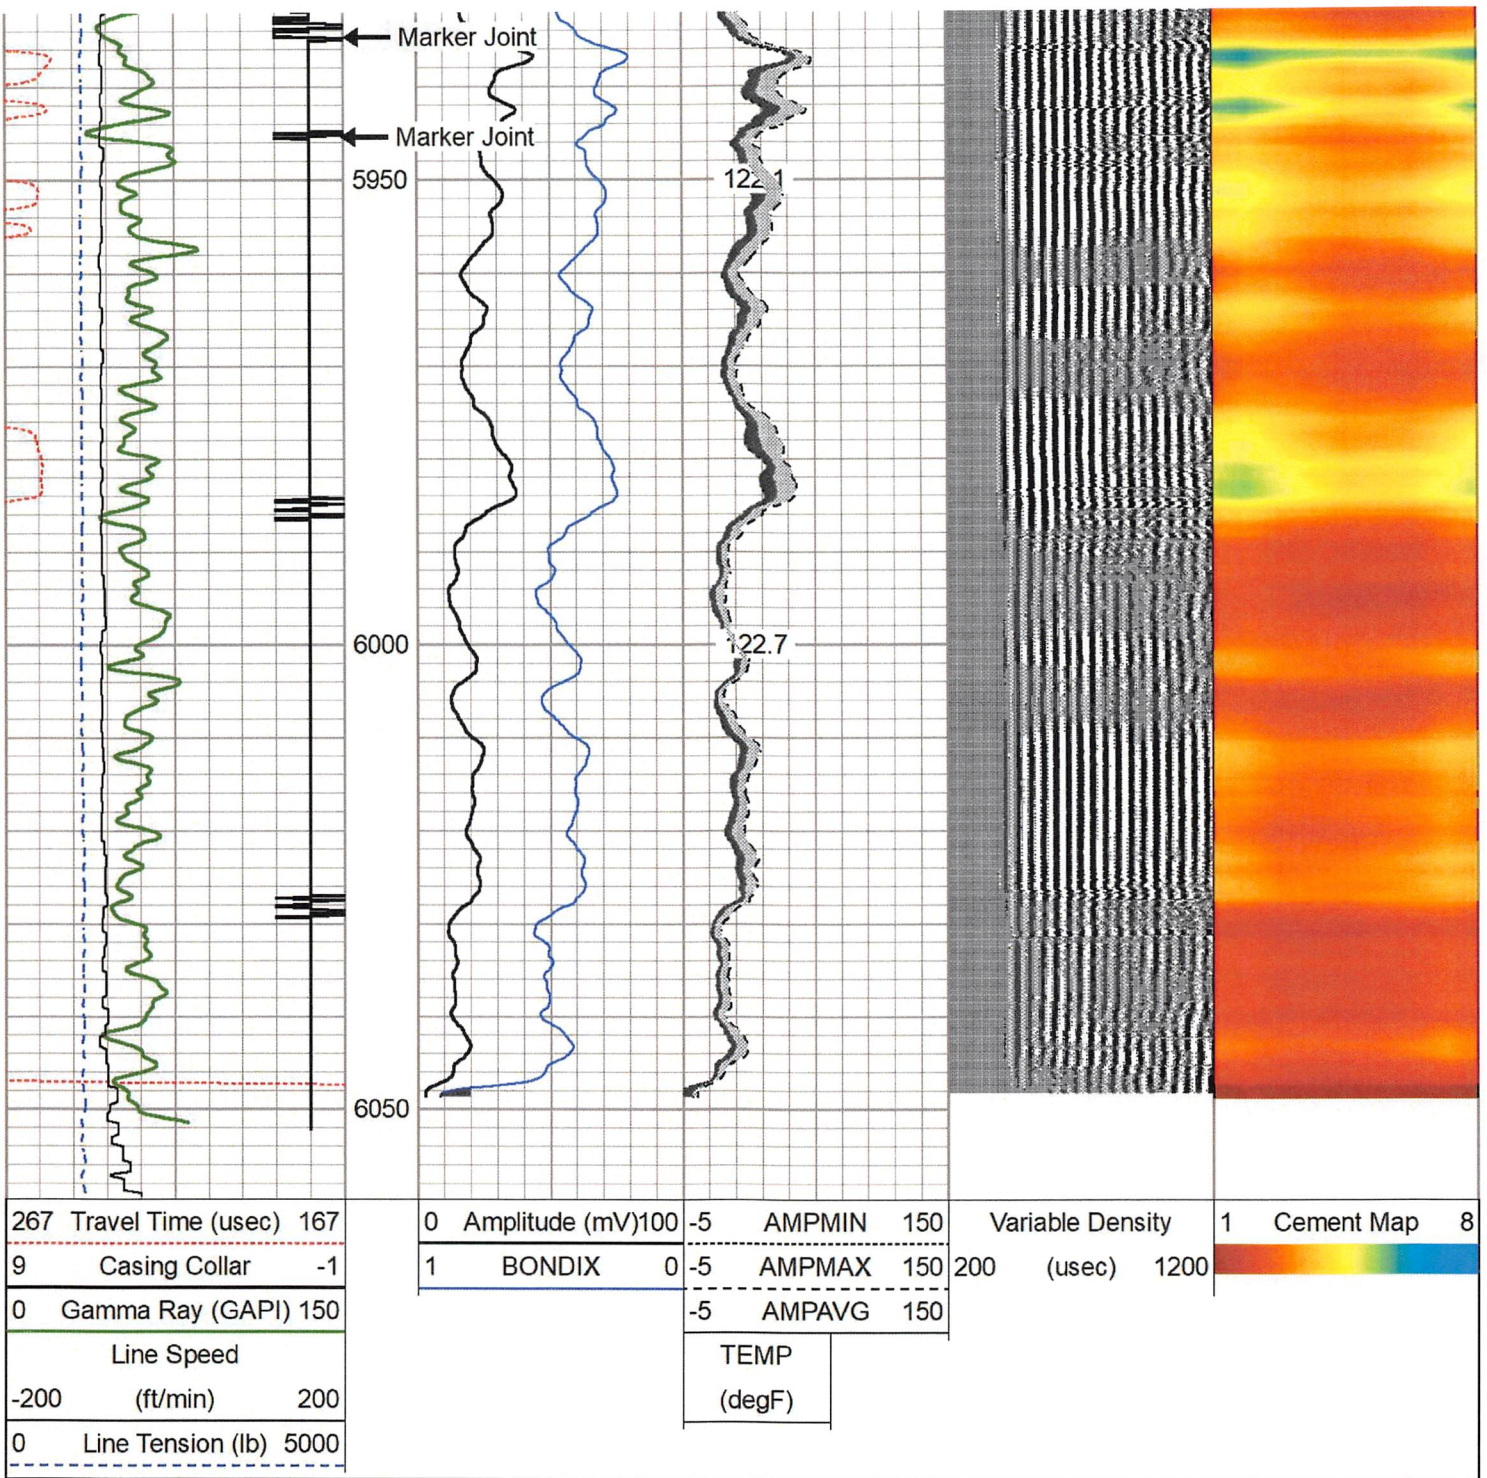 Marker Joint
Marker Joint
5950
122.1
6000
122.7
6050
267 Travel Time (usec) 167
9 Casing Collar -1
0 Gamma Ray (GAPI) 150
Line Speed
-200 (ft/min) 200
0 Line Tension (lb) 5000
0 Amplitude (mV)100
1 BONDIX 0
-5 AMPMIN 150
-5 AMPMAX 150
-5 AMPAVG 150
TEMP
(degF)
Variable Density
200 (usec) 1200
1 Cement Map 8